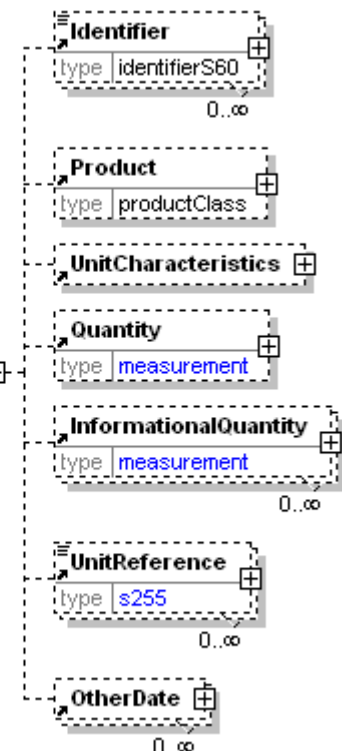 Identifier
type identifierS60
0..∞
Product
type productClass
UnitCharacteristics
Quantity
type measurement
InformationalQuantity
type measurement
0..∞
UnitReference
type s255
0..∞
OtherDate
0..∞